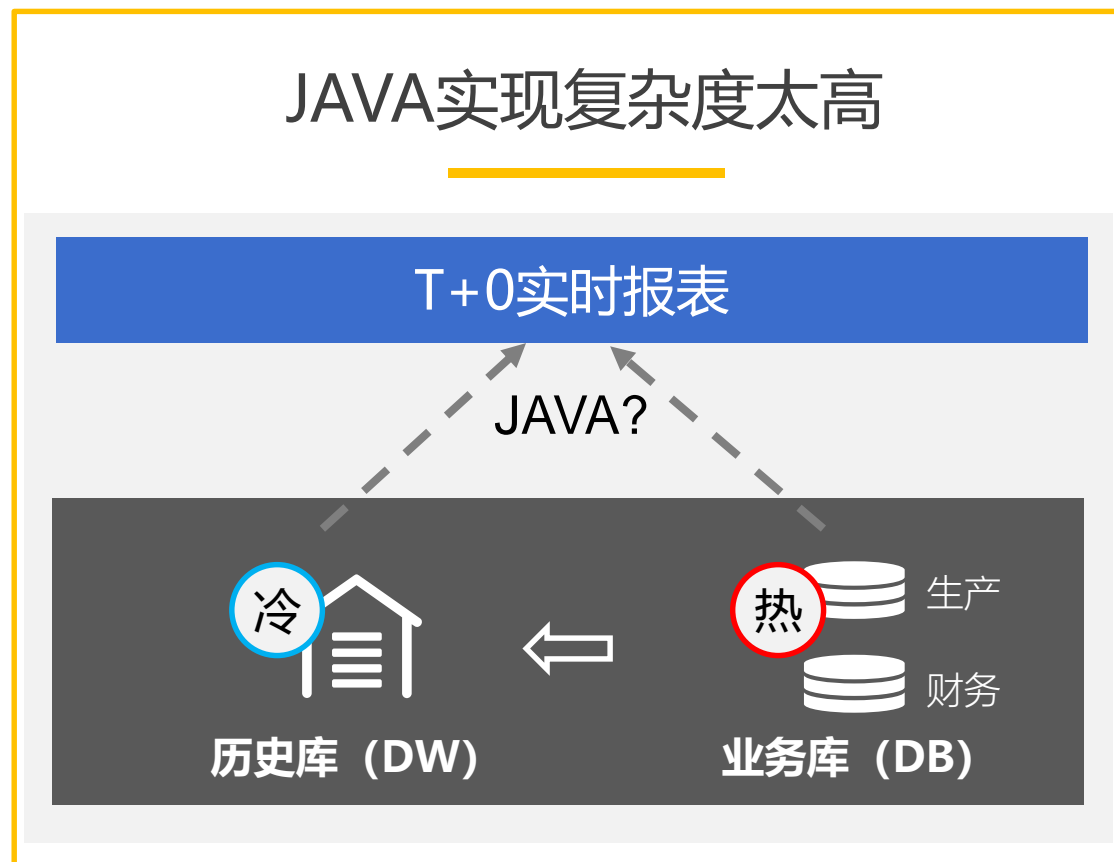 JAVA实现复杂度太高
T+0实时报表
JAVA?
冷
热
生产
财务
历史库（DW）
业务库（DB）